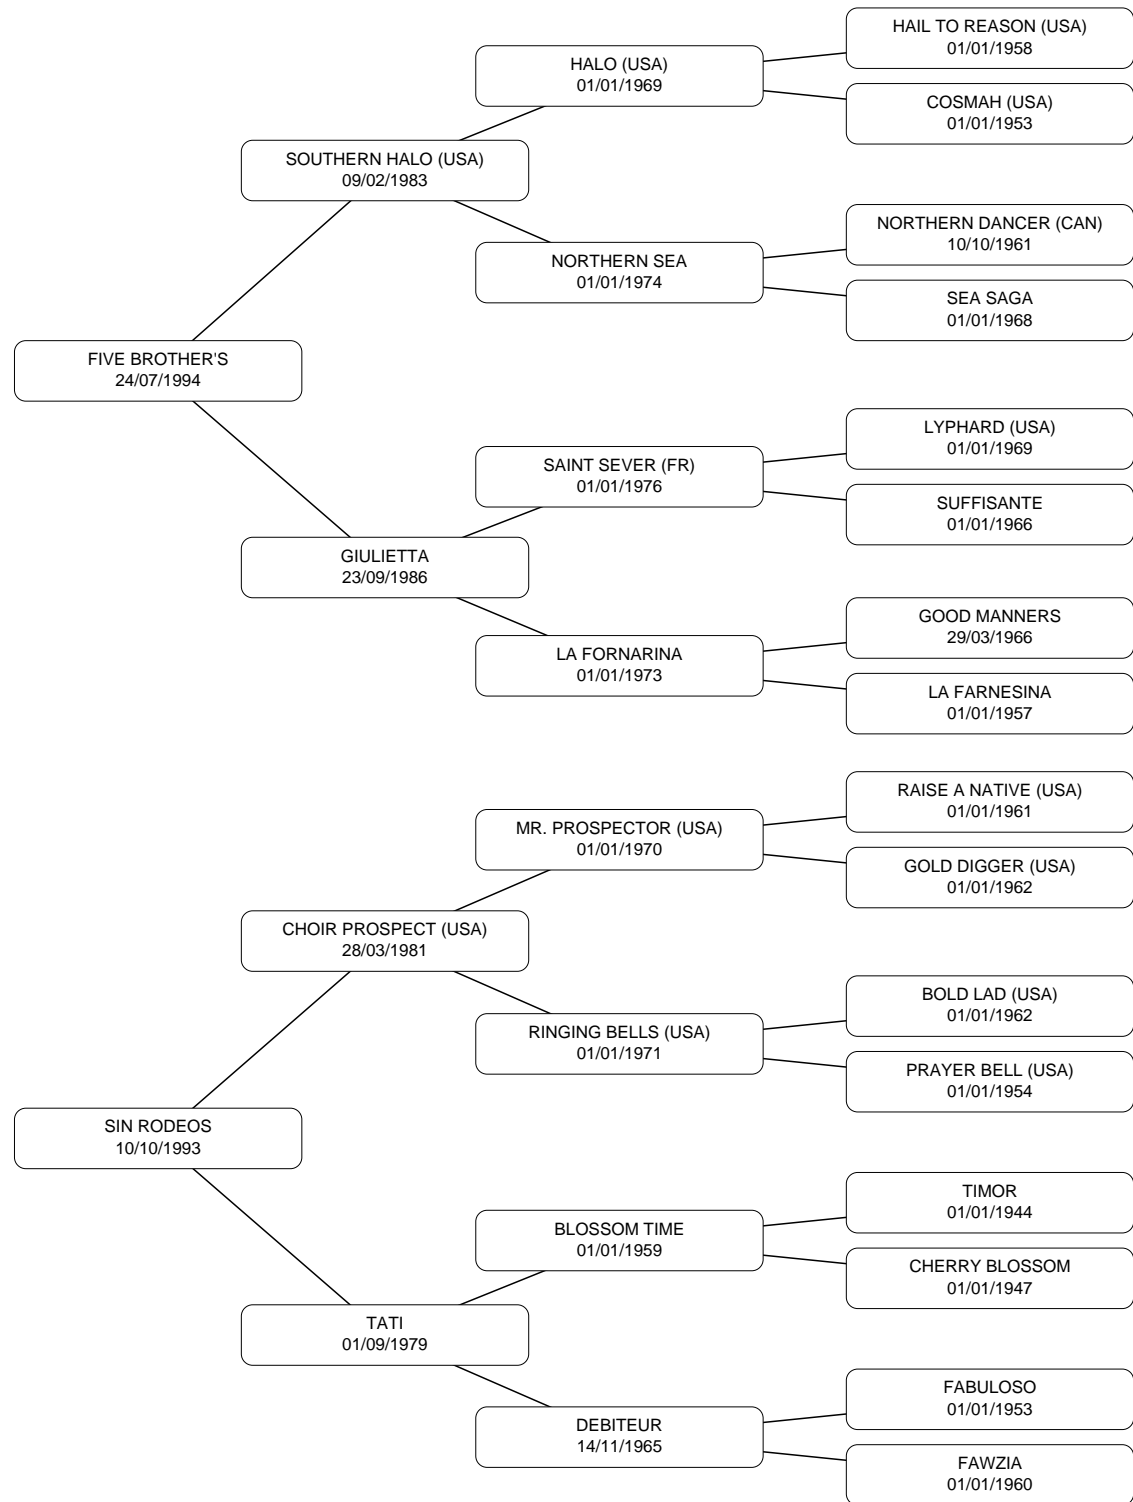 HAIL TO REASON (USA)
01/01/1958
HALO (USA)
01/01/1969
COSMAH (USA)
01/01/1953
SOUTHERN HALO (USA)
09/02/1983
NORTHERN DANCER (CAN)
10/10/1961
NORTHERN SEA
01/01/1974
SEA SAGA
01/01/1968
FIVE BROTHER'S
24/07/1994
LYPHARD (USA)
01/01/1969
SAINT SEVER (FR)
01/01/1976
SUFFISANTE
01/01/1966
GIULIETTA
23/09/1986
GOOD MANNERS
29/03/1966
LA FORNARINA
01/01/1973
LA FARNESINA
01/01/1957
RAISE A NATIVE (USA)
01/01/1961
MR. PROSPECTOR (USA)
01/01/1970
GOLD DIGGER (USA)
01/01/1962
CHOIR PROSPECT (USA)
28/03/1981
BOLD LAD (USA)
01/01/1962
RINGING BELLS (USA)
01/01/1971
PRAYER BELL (USA)
01/01/1954
SIN RODEOS
10/10/1993
TIMOR
01/01/1944
BLOSSOM TIME
01/01/1959
CHERRY BLOSSOM
01/01/1947
TATI
01/09/1979
FABULOSO
01/01/1953
DEBITEUR
14/11/1965
FAWZIA
01/01/1960